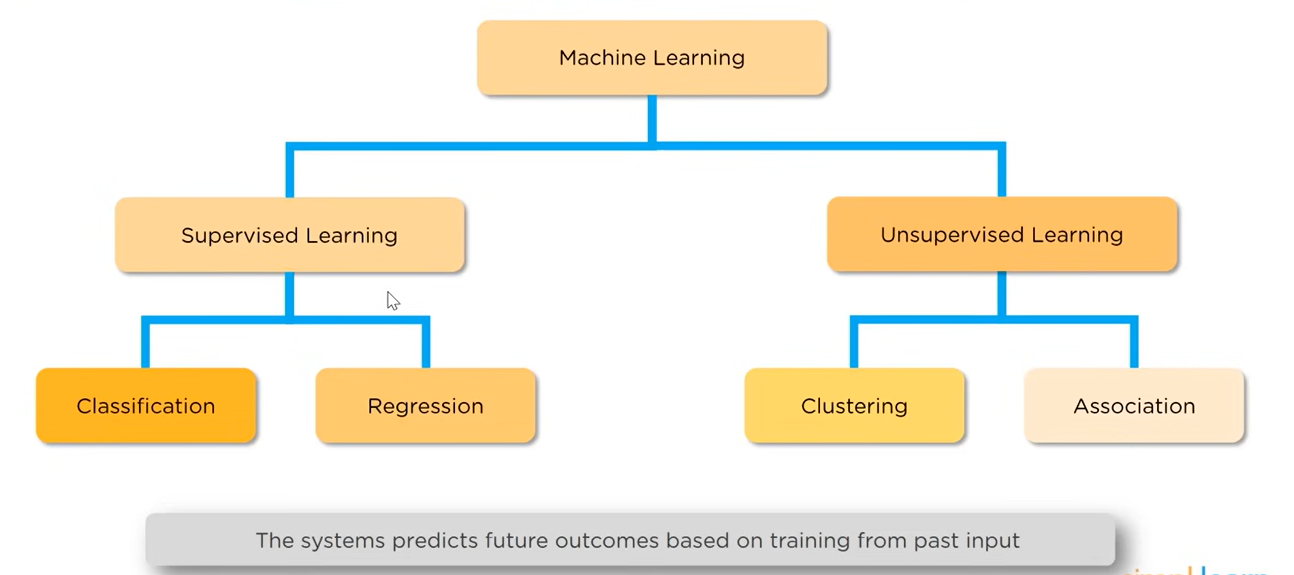 Machine Learning
Supervised Learning
Unsupervised Learning
Classification
Regression
Clustering
Association
The systems predicts future outcomes based on training from past input